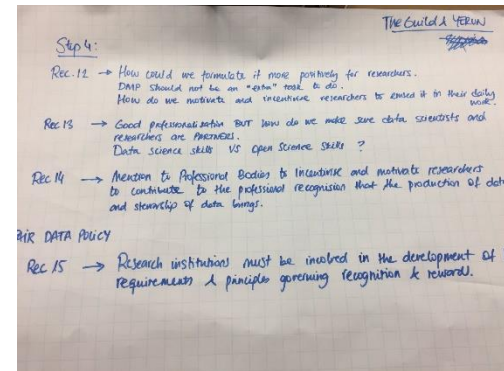 The Guild & YERUN
Step 4:
Rec. 12 → How could we formulate it more positively for researchers.
DMP should not be an "extra" task to do.
How do we motivate and incentivise researchers to embed it in their daily
work.
Rec 13 → Good professionalisation BUT how do we make sure data scientists and
researchers are PARTNERS.
Data science skills VS open science skills ?
Rec 14 → Mention to Professional Bodies to incentivise and motivate researchers
to contribute to the professional recognision that the production of dat
and stewarship of data brings.
AIR DATA POLICY
Rec 15 → Research institutions must be involved in the development of
requirements & principles governing recognition & reward.